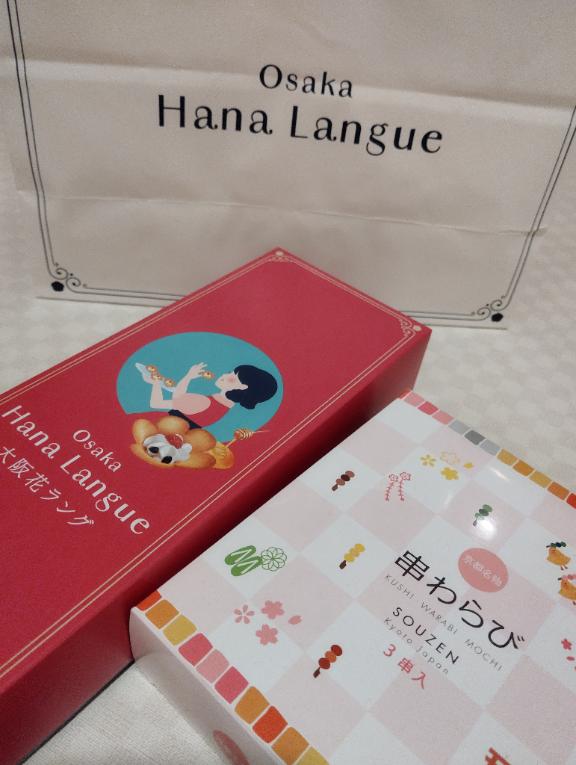 Osaka
Hana Langue
Osaka
Hana Langue
大阪花ラング
京都名物
串わらび
KUSHI WARABI MOCHI
SOUZEN
Kyoto Japan
3串入